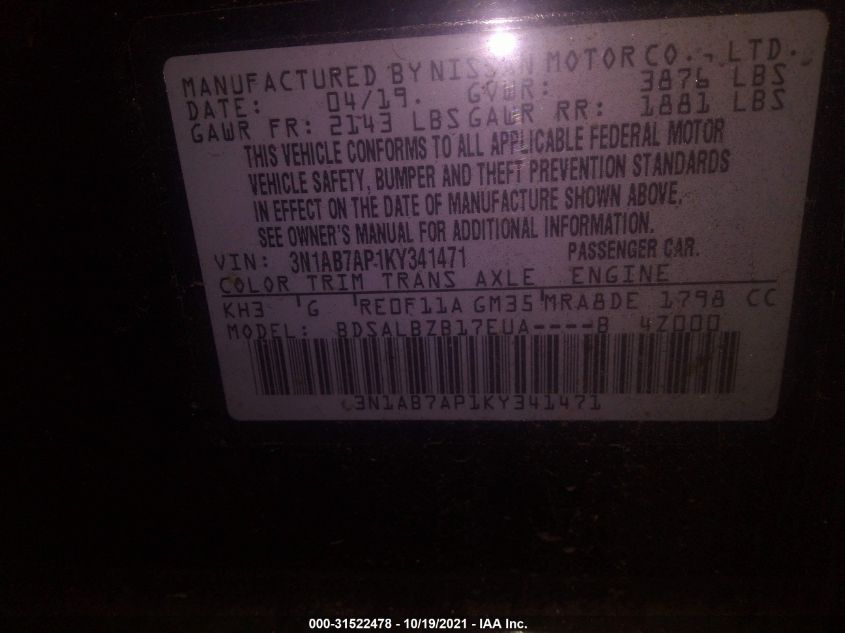 MANUFACTURED BY NISSAN MOTOR CO., LTD.
DATE: 04/19. GVWR: 3876 LBS
GAWR FR: 2143 LBS GAWR RR: 1881 LBS
THIS VEHICLE CONFORMS TO ALL APPLICABLE FEDERAL MOTOR
VEHICLE SAFETY, BUMPER AND THEFT PREVENTION STANDARDS
IN EFFECT ON THE DATE OF MANUFACTURE SHOWN ABOVE.
SEE OWNER'S MANUAL FOR ADDITIONAL INFORMATION.
VIN: 3N1AB7AP1KY341471 PASSENGER CAR.
COLOR TRIM TRANS AXLE ENGINE
KH3 G RE0F11A GM35 MRA8DE 1798 CC
MODEL: BDSALBZB17EUA----B 4Z000
3N1AB7AP1KY341471
000-31522478 - 10/19/2021 - IAA Inc.